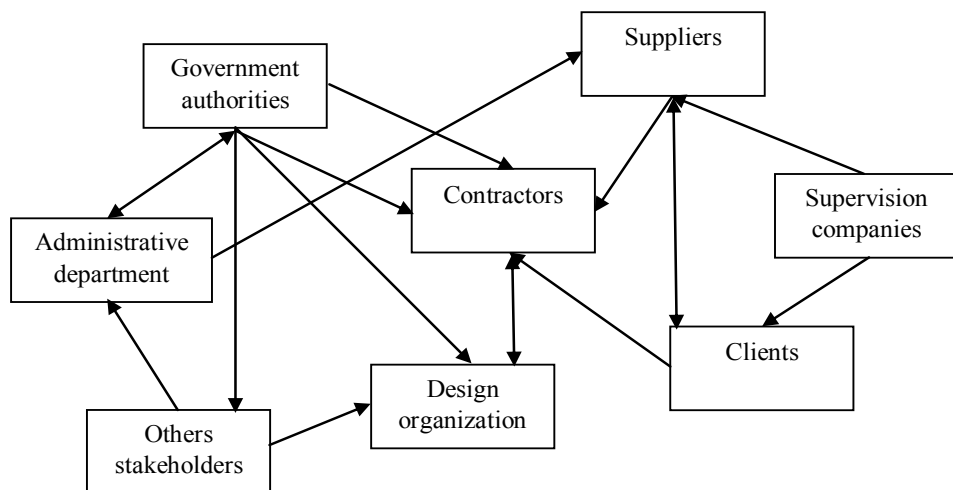 Suppliers
Government
authorities
Contractors
Supervision
companies
Administrative
department
Clients
Design
organization
Others
stakeholders